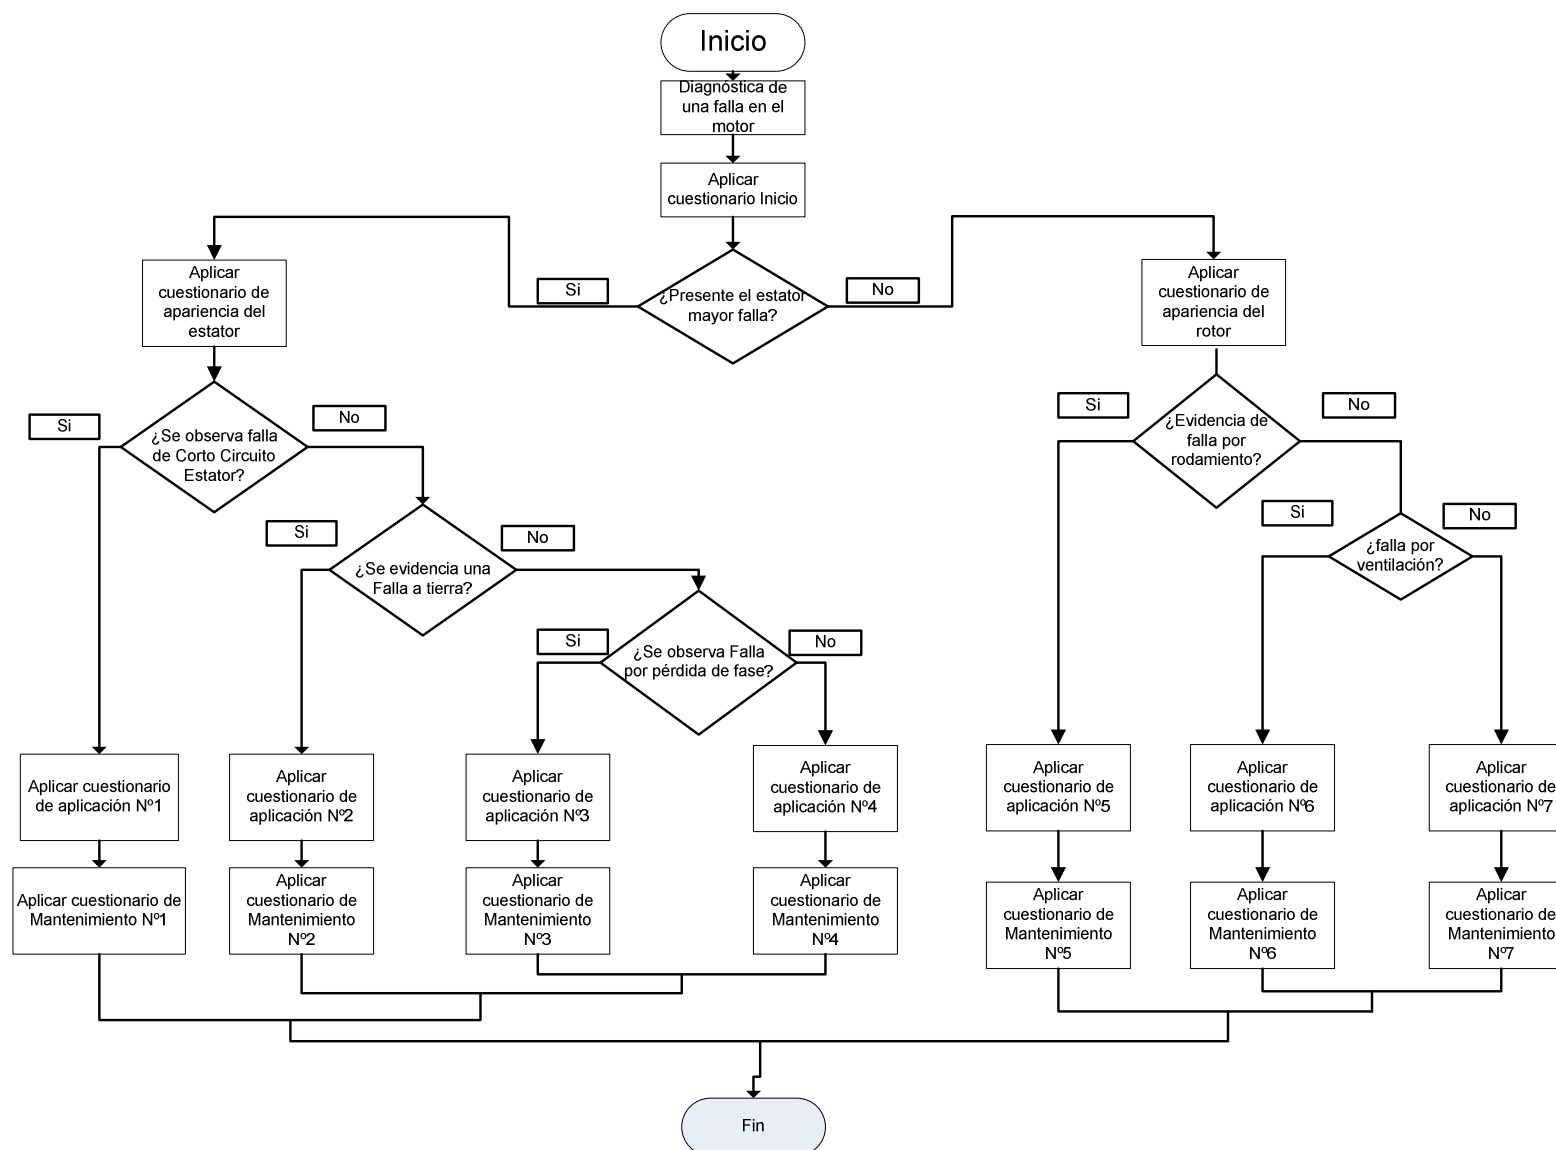 Inicio
Diagnóstica de
una falla en el
motor
Aplicar
cuestionario Inicio
¿Presente el estator
mayor falla?
Si
No
Aplicar
cuestionario de
apariencia del
estator
Aplicar
cuestionario de
apariencia del
rotor
¿Se observa falla
de Corto Circuito
Estator?
Si
No
¿Evidencia de
falla por
rodamiento?
Si
No
¿Se evidencia una
Falla a tierra?
Si
No
¿falla por
ventilación?
Si
No
¿Se observa Falla
por pérdida de fase?
Si
No
Aplicar cuestionario
de aplicación Nº1
Aplicar
cuestionario de
aplicación Nº2
Aplicar
cuestionario de
aplicación Nº3
Aplicar
cuestionario de
aplicación Nº4
Aplicar
cuestionario de
aplicación Nº5
Aplicar
cuestionario de
aplicación Nº6
Aplicar
cuestionario de
aplicación Nº7
Aplicar cuestionario de
Mantenimiento Nº1
Aplicar
cuestionario de
Mantenimiento
Nº2
Aplicar
cuestionario de
Mantenimiento
Nº3
Aplicar
cuestionario de
Mantenimiento
Nº4
Aplicar
cuestionario de
Mantenimiento
Nº5
Aplicar
cuestionario de
Mantenimiento
Nº6
Aplicar
cuestionario de
Mantenimiento
Nº7
Fin